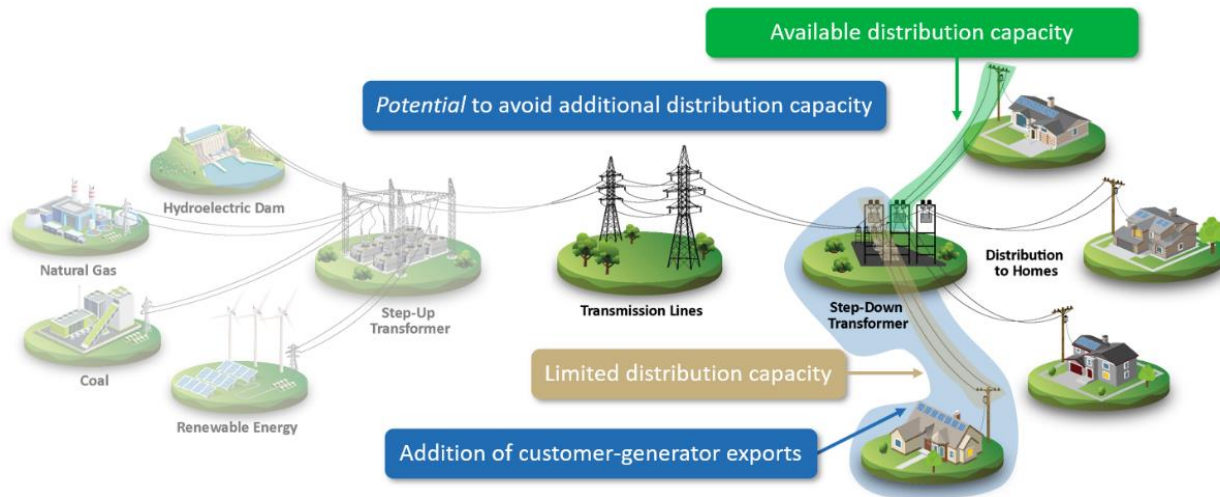 Available distribution capacity
Potential to avoid additional distribution capacity
Hydroelectric Dam
Natural Gas
Coal
Renewable Energy
Step-Up
Transformer
Transmission Lines
Step-Down
Transformer
Distribution
to Homes
Limited distribution capacity
Addition of customer-generator exports